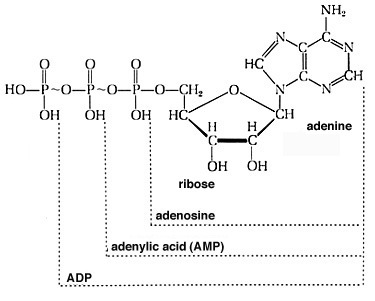 NH2
N C C N
HC C CH
N N
O O O
HO-P~O-P~O-P-O-CH2 O
OH OH OH HC CH
H H
C C
OH OH
adenine
ribose
adenosine
adenylic acid (AMP)
ADP